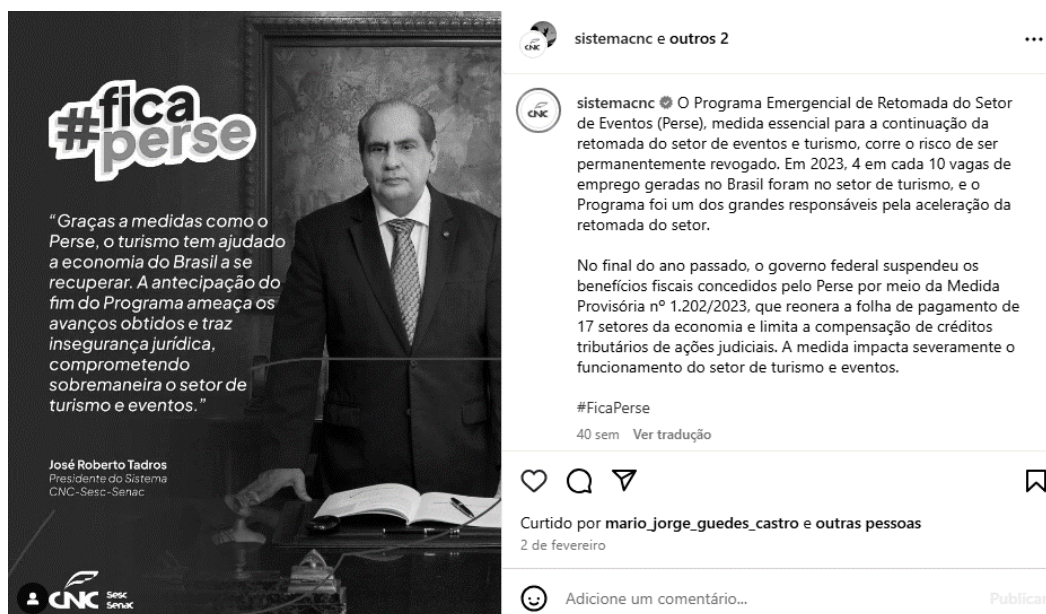 #fica
perse
“Graças a medidas como o
Perse, o turismo tem ajudado
a economia do Brasil a se
recuperar. A antecipação do
fim do Programa ameaça os
avanços obtidos e traz
insegurança jurídica,
comprometendo
sobremaneira o setor de
turismo e eventos.”
José Roberto Tadros
Presidente do Sistema
CNC-Sesc-Senac
CNC Sesc
Senac
CNC
sistemacnc e outros 2
CNC
sistemacnc O Programa Emergencial de Retomada do Setor
de Eventos (Perse), medida essencial para a continuação da
retomada do setor de eventos e turismo, corre o risco de ser
permanentemente revogado. Em 2023, 4 em cada 10 vagas de
emprego geradas no Brasil foram no setor de turismo, e o
Programa foi um dos grandes responsáveis pela aceleração da
retomada do setor.
No final do ano passado, o governo federal suspendeu os
benefícios fiscais concedidos pelo Perse por meio da Medida
Provisória nº 1.202/2023, que reonera a folha de pagamento de
17 setores da economia e limita a compensação de créditos
tributários de ações judiciais. A medida impacta severamente o
funcionamento do setor de turismo e eventos.
#FicaPerse
40 sem Ver tradução
Curtido por mario_jorge_guedes_castro e outras pessoas
2 de fevereiro
Adicione um comentário...
Publicar